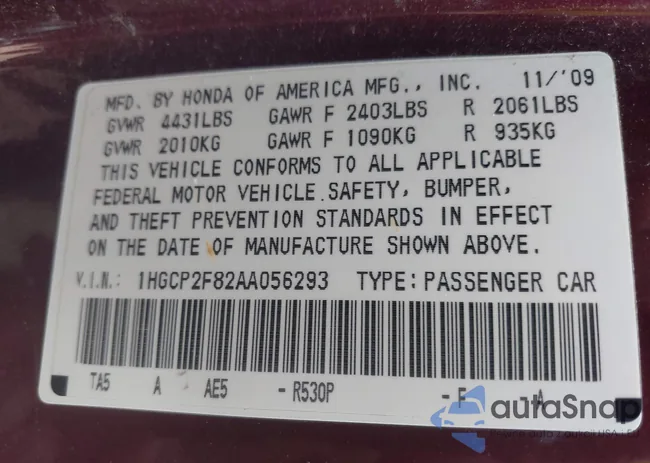 MFD. BY HONDA OF AMERICA MFG., INC. 11/'09
GVWR 4431LBS GAWR F 2403LBS R 2061LBS
GVWR 2010KG GAWR F 1090KG R 935KG
THIS VEHICLE CONFORMS TO ALL APPLICABLE
FEDERAL MOTOR VEHICLE SAFETY, BUMPER,
AND THEFT PREVENTION STANDARDS IN EFFECT
ON THE DATE OF MANUFACTURE SHOWN ABOVE.
V.I.N.: 1HGCP2F82AA056293 TYPE: PASSENGER CAR
TA5 A AE5 - R530P - F - A
autaSnap